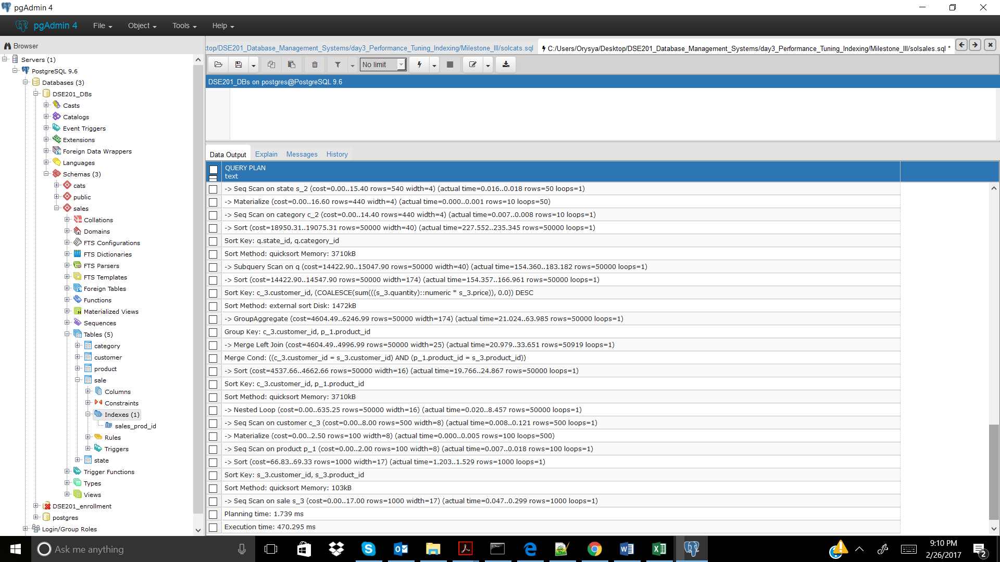 pgAdmin 4
pgAdmin 4 File Object Tools Help
Browser
Servers (1)
PostgreSQL 9.6
Databases (3)
DSE201_DBs
Casts
Catalogs
Event Triggers
Extensions
Foreign Data Wrappers
Languages
Schemas (3)
cats
public
sales
Collations
Domains
FTS Configurations
FTS Dictionaries
FTS Parsers
FTS Templates
Foreign Tables
Functions
Materialized Views
Sequences
Tables (5)
category
customer
product
sale
Columns
Constraints
Indexes (1)
sales_prod_id
Rules
Triggers
state
Trigger Functions
Types
Views
DSE201_enrollment
postgres
Login/Group Roles
ktop/DSE201_Database_Management_Systems/day3_Performance_Tuning_Indexing/Milestone_III/solcats.sql
C:/Users/Orysya/Desktop/DSE201_Database_Management_Systems/day3_Performance_Tuning_Indexing/Milestone_III/solsales.sql *
No limit
DSE201_DBs on postgres@PostgreSQL 9.6
Data Output Explain Messages History
QUERY PLAN
text
-> Seq Scan on state s_2 (cost=0.00..15.40 rows=540 width=4) (actual time=0.016..0.018 rows=50 loops=1)
-> Materialize (cost=0.00..16.60 rows=440 width=4) (actual time=0.000..0.001 rows=10 loops=50)
-> Seq Scan on category c_2 (cost=0.00..14.40 rows=440 width=4) (actual time=0.007..0.008 rows=10 loops=1)
-> Sort (cost=18950.31..19075.31 rows=50000 width=40) (actual time=227.552..235.345 rows=50000 loops=1)
Sort Key: q.state_id, q.category_id
Sort Method: quicksort Memory: 3710kB
-> Subquery Scan on q (cost=14422.90..15047.90 rows=50000 width=40) (actual time=154.360..183.182 rows=50000 loops=1)
-> Sort (cost=14422.90..14547.90 rows=50000 width=174) (actual time=154.357..166.961 rows=50000 loops=1)
Sort Key: c_3.customer_id, (COALESCE(sum(((s_3.quantity)::numeric * s_3.price)), 0.0)) DESC
Sort Method: external sort Disk: 1472kB
-> GroupAggregate (cost=4604.49..6246.99 rows=50000 width=174) (actual time=21.024..63.985 rows=50000 loops=1)
Group Key: c_3.customer_id, p_1.product_id
-> Merge Left Join (cost=4604.49..4996.99 rows=50000 width=25) (actual time=20.979..33.651 rows=50919 loops=1)
Merge Cond: ((c_3.customer_id = s_3.customer_id) AND (p_1.product_id = s_3.product_id))
-> Sort (cost=4537.66..4662.66 rows=50000 width=16) (actual time=19.766..24.867 rows=50000 loops=1)
Sort Key: c_3.customer_id, p_1.product_id
Sort Method: quicksort Memory: 3710kB
-> Nested Loop (cost=0.00..635.25 rows=50000 width=16) (actual time=0.020..8.457 rows=50000 loops=1)
-> Seq Scan on customer c_3 (cost=0.00..8.00 rows=500 width=8) (actual time=0.008..0.121 rows=500 loops=1)
-> Materialize (cost=0.00..2.50 rows=100 width=8) (actual time=0.000..0.005 rows=100 loops=500)
-> Seq Scan on product p_1 (cost=0.00..2.00 rows=100 width=8) (actual time=0.007..0.018 rows=100 loops=1)
-> Sort (cost=66.83..69.33 rows=1000 width=17) (actual time=1.203..1.529 rows=1000 loops=1)
Sort Key: s_3.customer_id, s_3.product_id
Sort Method: quicksort Memory: 103kB
-> Seq Scan on sale s_3 (cost=0.00..17.00 rows=1000 width=17) (actual time=0.047..0.299 rows=1000 loops=1)
Planning time: 1.739 ms
Execution time: 470.295 ms
Ask me anything
9:10 PM
2/26/2017
2